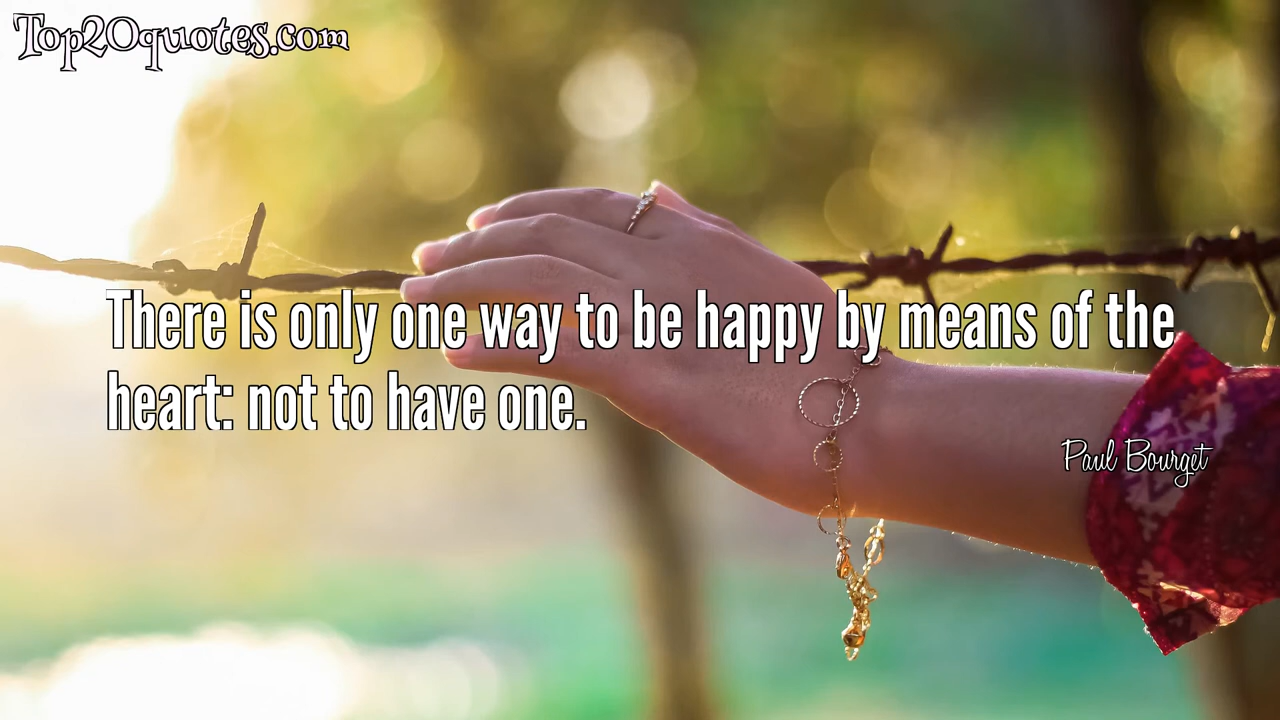 Top20quotes.com
There is only one way to be happy by means of the
heart: not to have one.
Paul Bourget